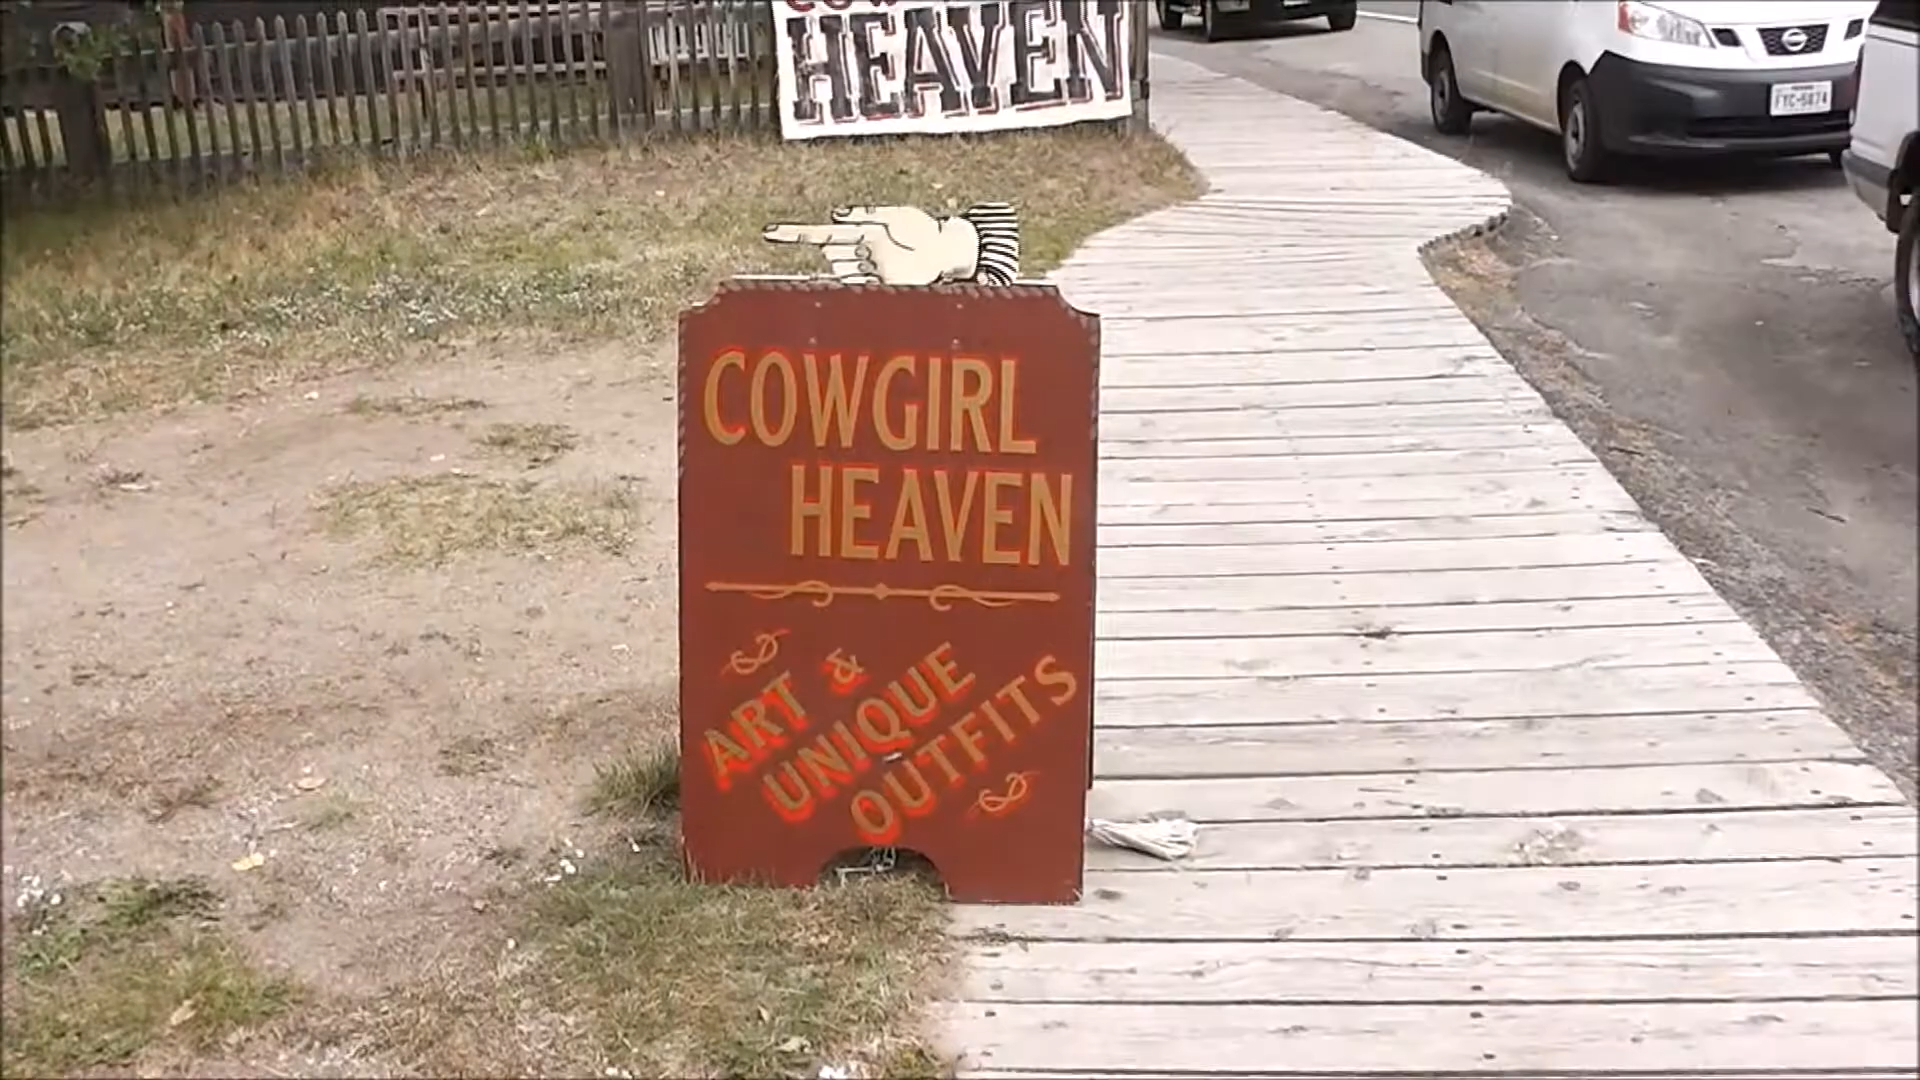 HEAVEN
COWGIRL
HEAVEN
ART &
UNIQUE
OUTFITS